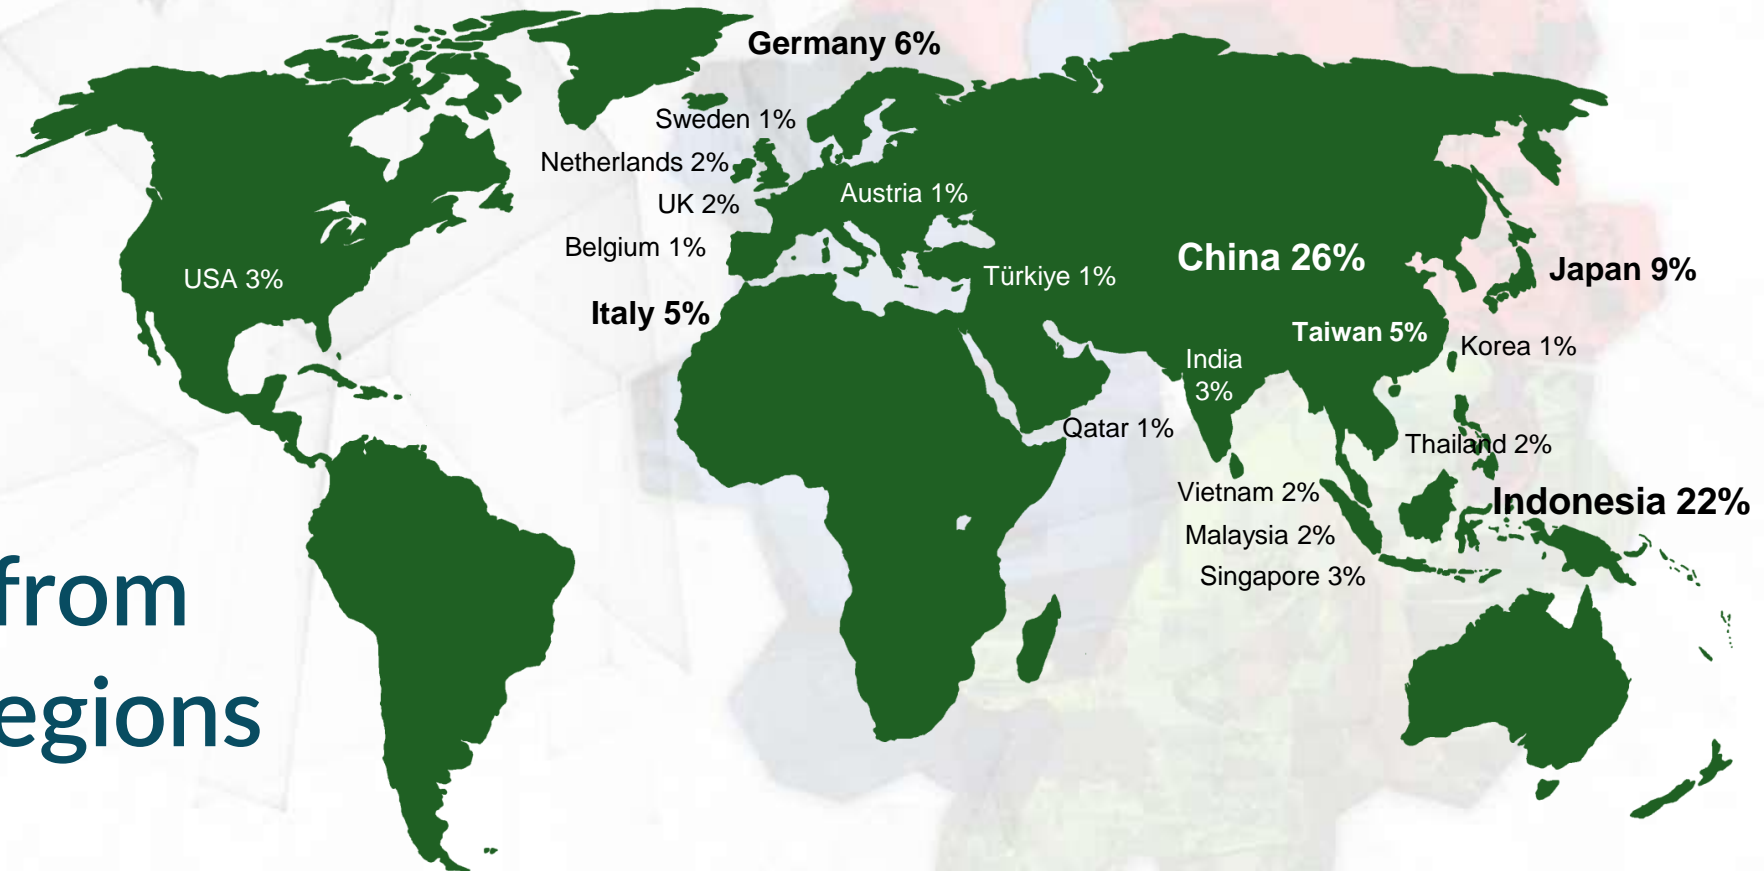 Germany 6%
Sweden 1%
Netherlands 2%
Austria 1%
UK 2%
Belgium 1%
China 26%
Japan 9%
USA 3%
Türkiye 1%
Italy 5%
Taiwan 5%
Korea 1%
India
3%
Qatar 1%
Thailand 2%
Vietnam 2%
Indonesia 22%
Malaysia 2%
Singapore 3%
from
egions